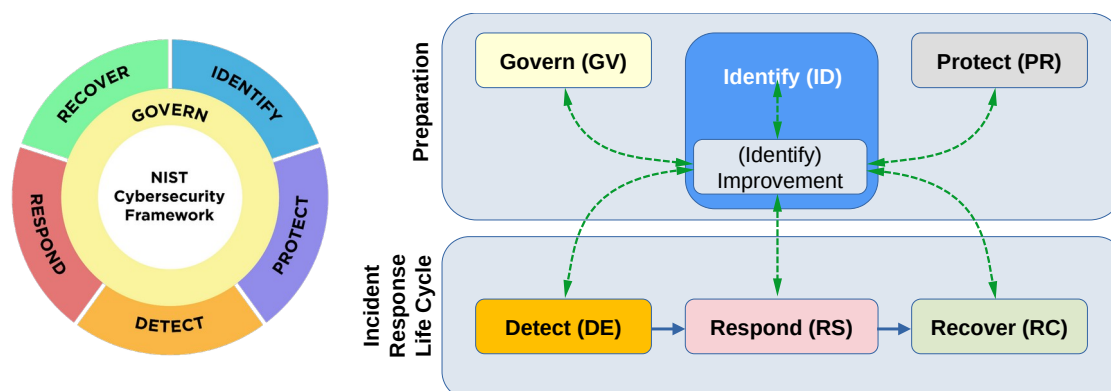 RECOVER
IDENTIFY
GOVERN
NIST
Cybersecurity
Framework
RESPOND
PROTECT
DETECT
Preparation
Govern (GV)
Identify (ID)
Protect (PR)
(Identify)
Improvement
Incident
Response
Life Cycle
Detect (DE)
Respond (RS)
Recover (RC)